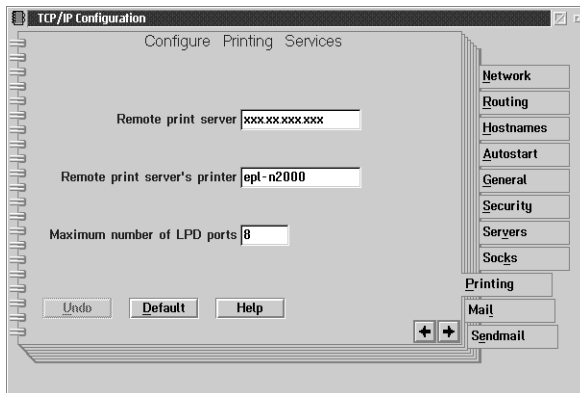 TCP/IP Configuration
Configure Printing Services
Remote print server xxx.xx.xxx.xxx
Remote print server's printer epl-n2000
Maximum number of LPD ports 8
Undo Default Help
Network
Routing
Hostnames
Autostart
General
Security
Servers
Socks
Printing
Mail
Sendmail